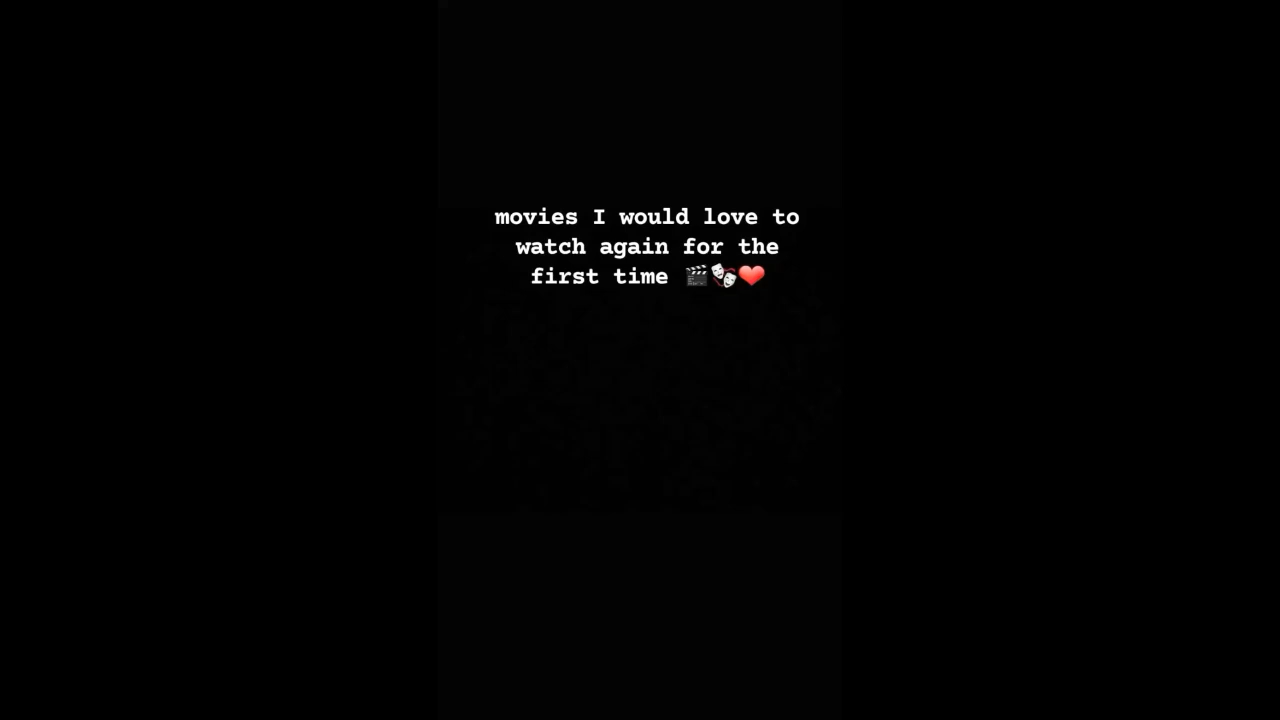 movies I would love to
watch again for the
first time 🎬🎭❤️